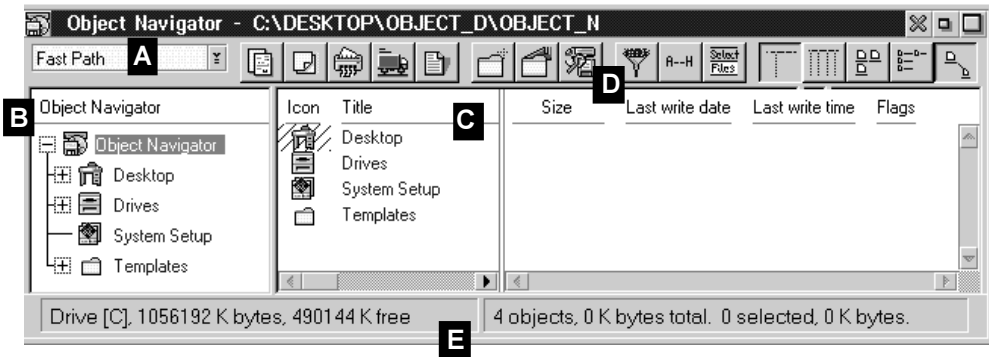 Object Navigator - C:\DESKTOP\OBJECT_D\OBJECT_N
Fast Path
A
A--H
Select Files
D
B
Object Navigator
Icon Title
C
Size Last write date Last write time Flags
Object Navigator
Desktop
Drives
System Setup
Templates
Desktop
Drives
System Setup
Templates
Drive [C], 1056192 K bytes, 490144 K free
E
4 objects, 0 K bytes total. 0 selected, 0 K bytes.